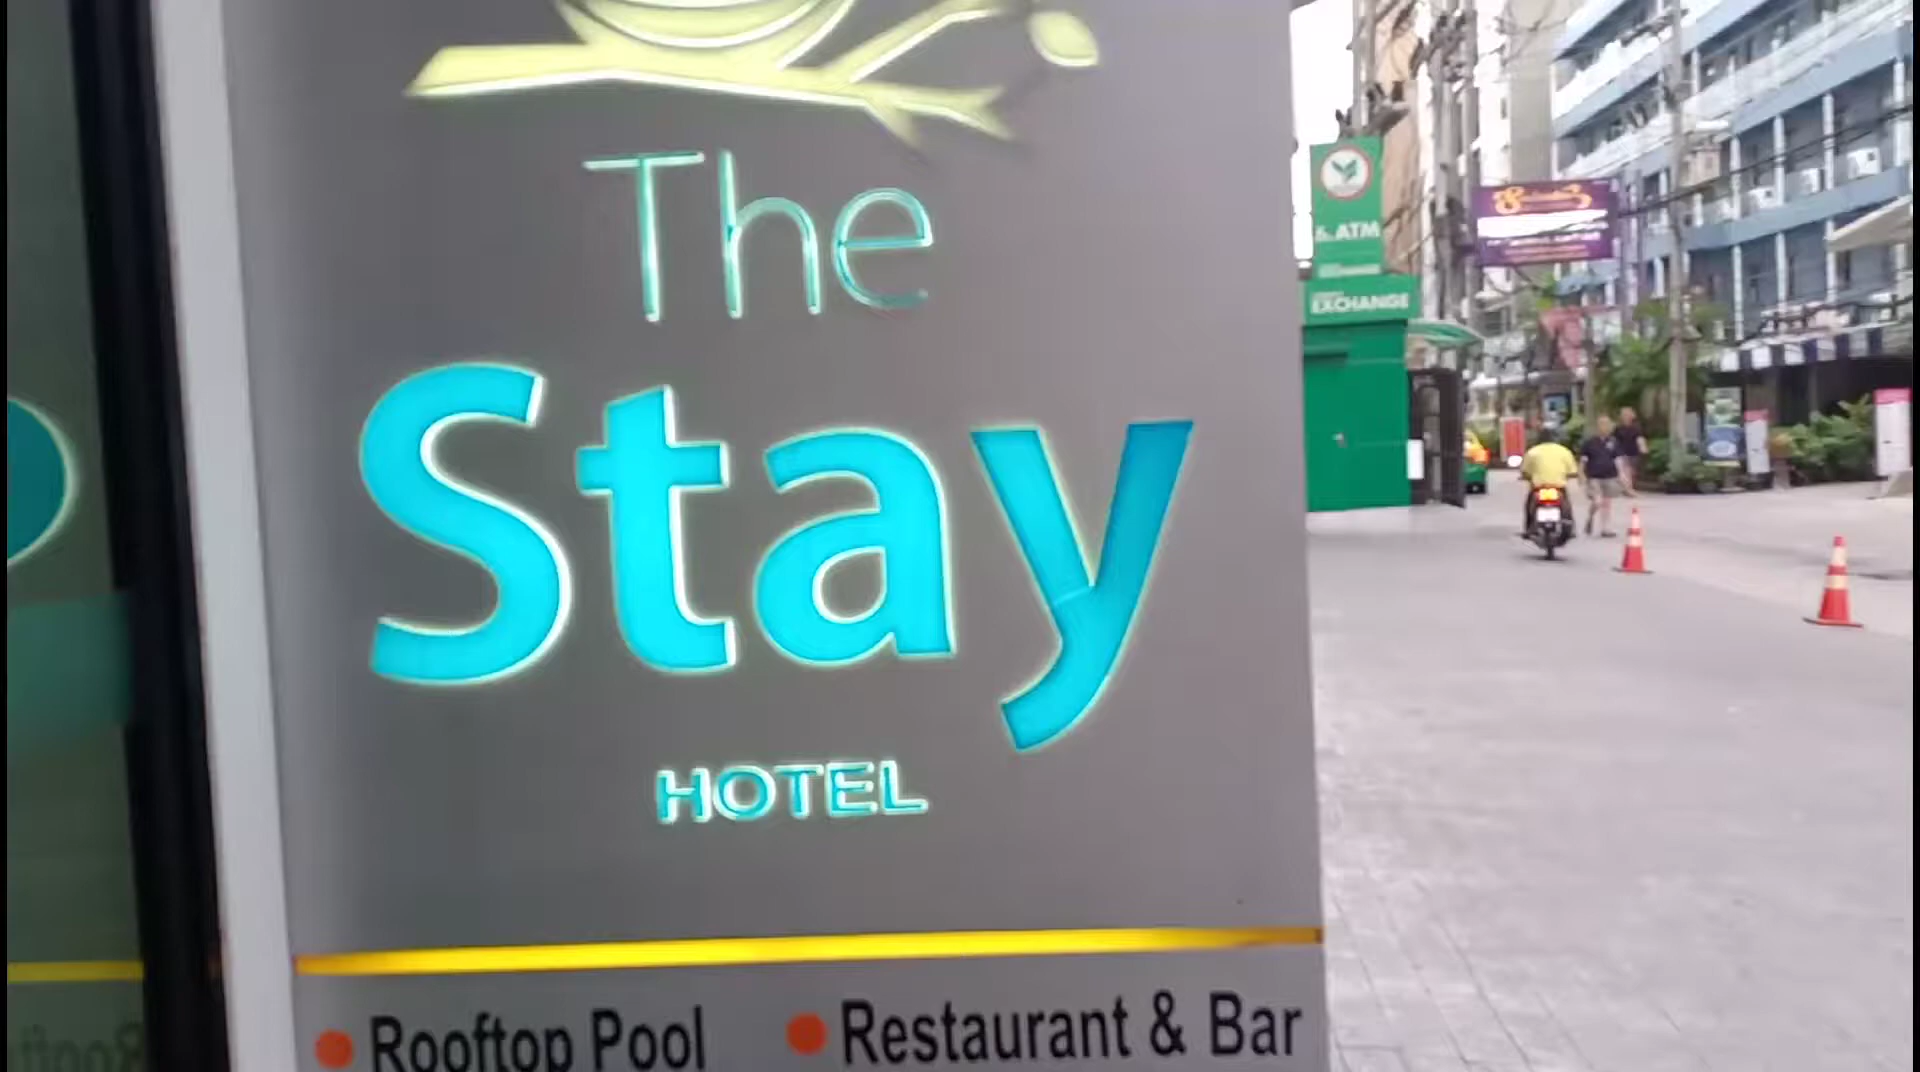 The
Stay
HOTEL
Rooftop Pool
Restaurant & Bar
ATM
EXCHANGE